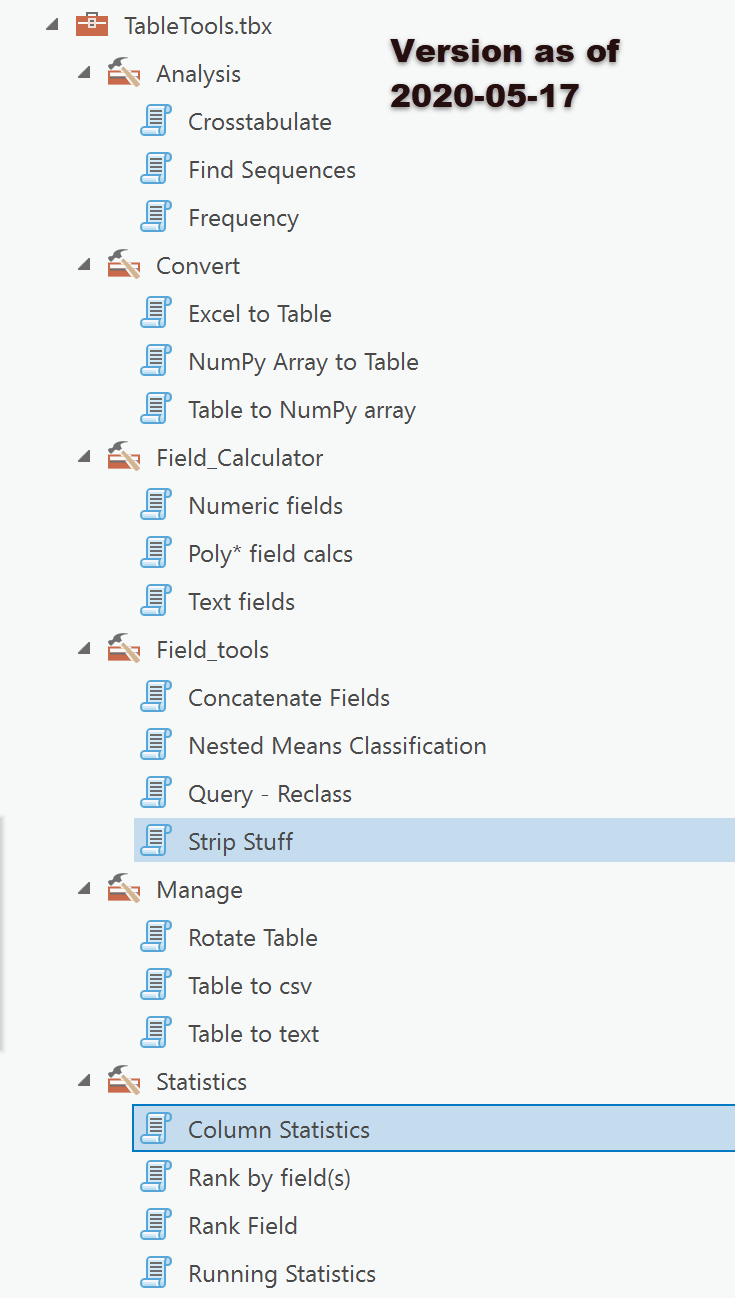 TableTools.tbx
Version as of
2020-05-17
Analysis
Crosstabulate
Find Sequences
Frequency
Convert
Excel to Table
NumPy Array to Table
Table to NumPy array
Field_Calculator
Numeric fields
Poly* field calcs
Text fields
Field_tools
Concatenate Fields
Nested Means Classification
Query - Reclass
Strip Stuff
Manage
Rotate Table
Table to csv
Table to text
Statistics
Column Statistics
Rank by field(s)
Rank Field
Running Statistics